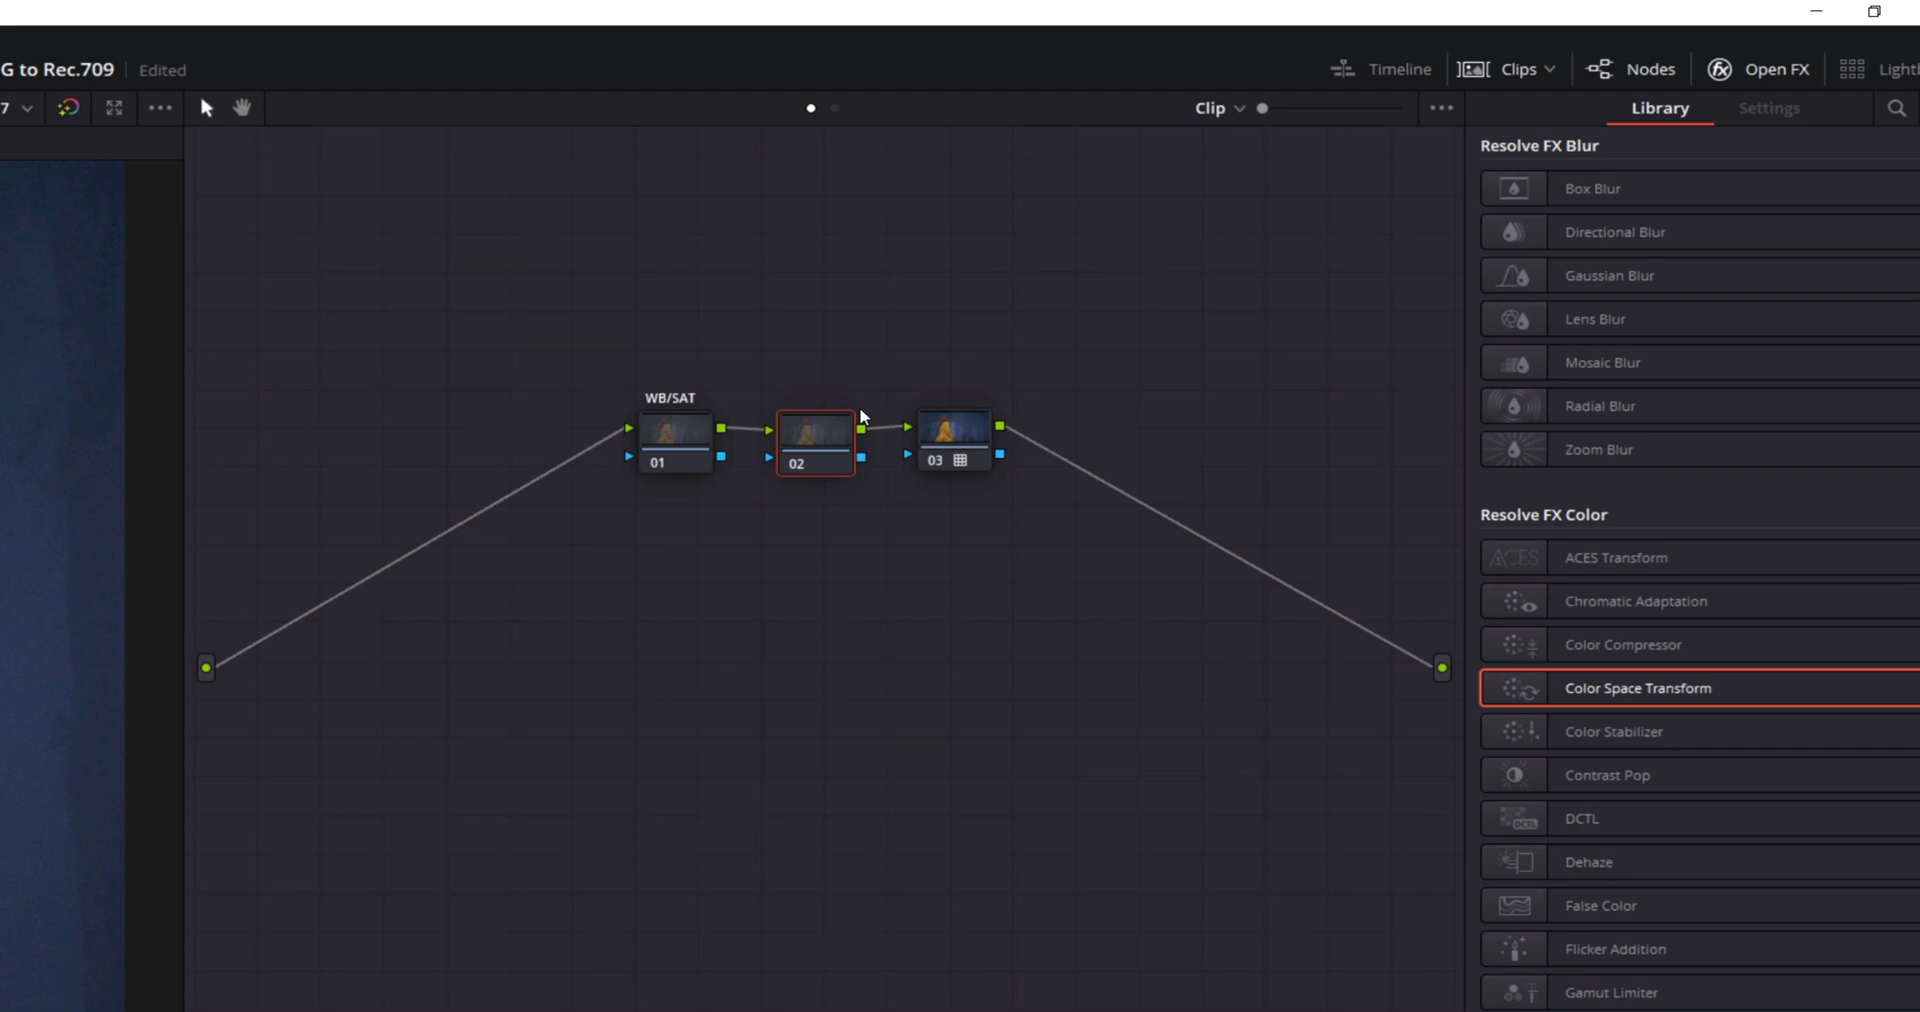 G to Rec.709 Edited Timeline Clips Nodes Open FX
7 Clip Library Settings
Resolve FX Blur
Box Blur
Directional Blur
Gaussian Blur
Lens Blur
Mosaic Blur
Radial Blur
Zoom Blur
WB/SAT
01
02
03
Resolve FX Color
ACES ACES Transform
Chromatic Adaptation
Color Compressor
Color Space Transform
Color Stabilizer
Contrast Pop
DCTL DCTL
Dehaze
False Color
Flicker Addition
Gamut Limiter